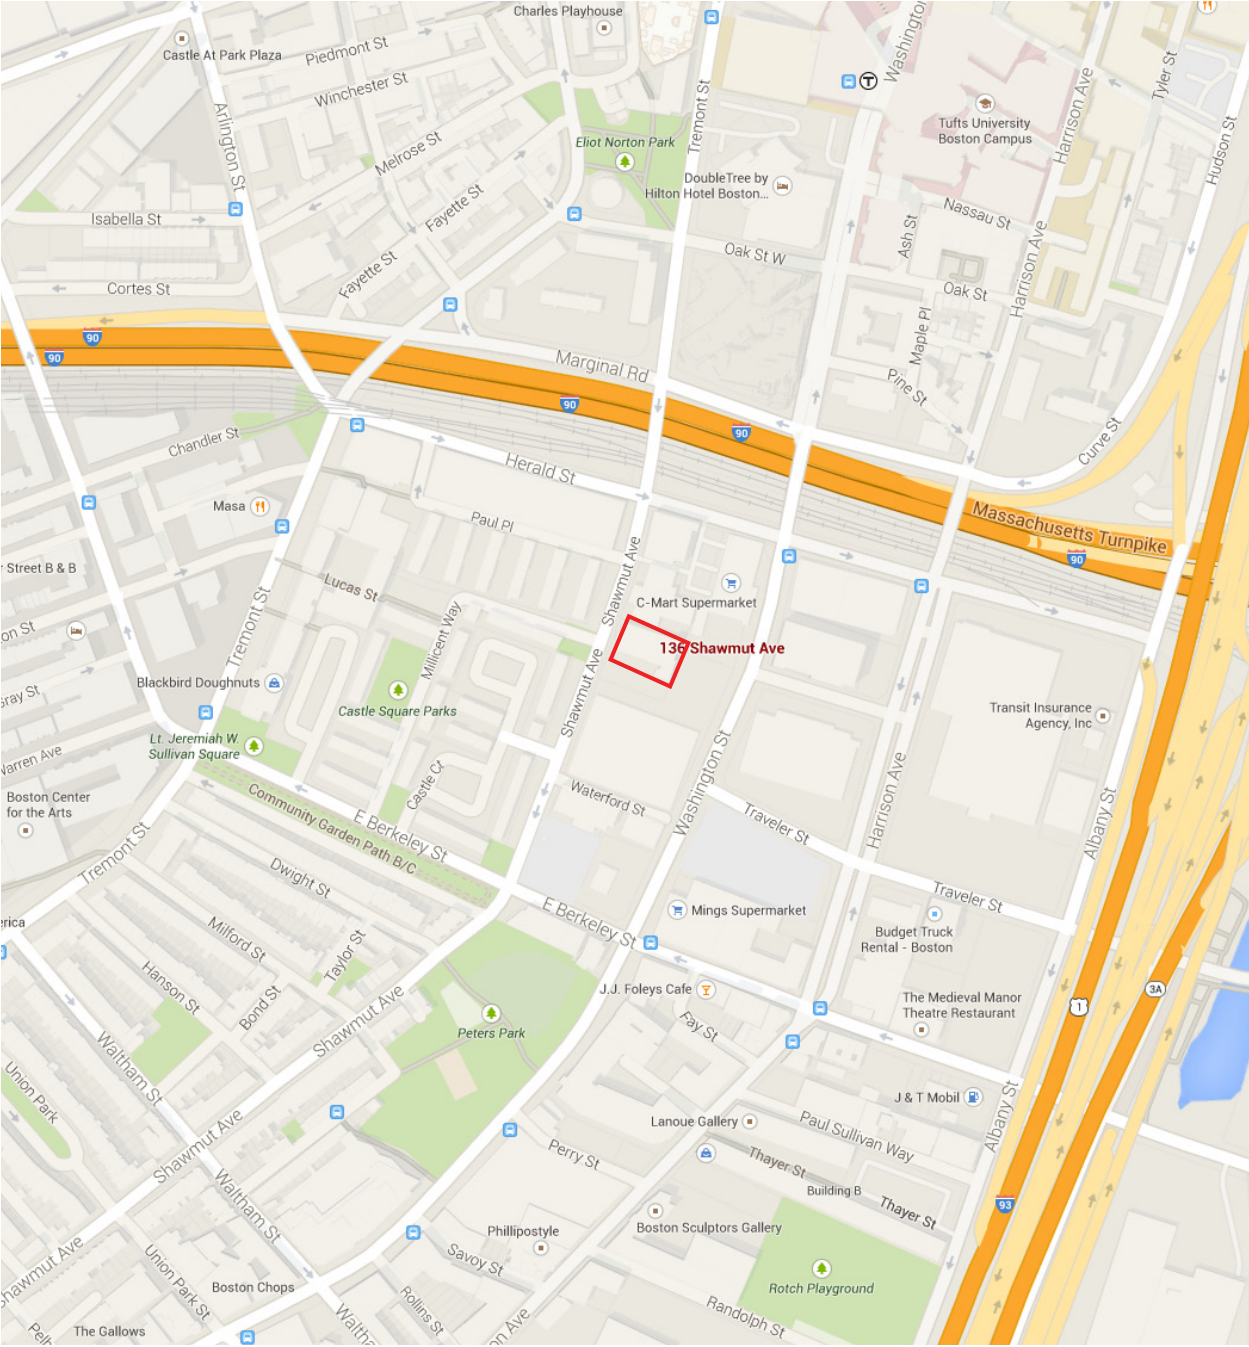 Charles Playhouse
Castle At Park Plaza
Piedmont St
Winchester St
Tremont St
Washington
Harrison Ave
Tyler St
Tufts University
Boston Campus
Hudson St
Arlington St
Melrose St
Eliot Norton Park
DoubleTree by
Hilton Hotel Boston...
Fayette St
Isabella St
Nassau St
Ash St
Oak St W
Harrison Ave
Fayette St
Cortes St
Oak St
Maple Pl
90
90
Marginal Rd
Pine St
90
90
Curve St
Chandler St
Herald St
Masa
Paul Pl
Massachusetts Turnpike
90
r Street B & B
Lucas St
Shawmut Ave
C-Mart Supermarket
Millicent Way
Tremont St
on St
136 Shawmut Ave
Blackbird Doughnuts
Shawmut Ave
Gray St
Castle Square Parks
Transit Insurance
Agency, Inc
Lt. Jeremiah W.
Sullivan Square
Warren Ave
Washington St
Castle Ct
Boston Center
for the Arts
Community Garden Path B/C
E Berkeley St
Waterford St
Traveler St
Harrison Ave
Albany St
Tremont St
Dwight St
Traveler St
erica
Milford St
Taylor St
E Berkeley St
Mings Supermarket
Budget Truck
Rental - Boston
Hanson St
Bond St
J.J. Foleys Cafe
3A
The Medieval Manor
Theatre Restaurant
1
Shawmut Ave
Peters Park
Fay St
Waltham St
Union Park
J & T Mobil
Albany St
Lanoue Gallery
Paul Sullivan Way
Shawmut Ave
Perry St
Thayer St
Building B
Thayer St
93
Waltham St
Boston Sculptors Gallery
Phillipostyle
Shawmut Ave
Union Park St
Savoy St
Boston Chops
Rotch Playground
Rollins St
Randolph St
The Gallows
Pelh
Waltha
on Ave
T